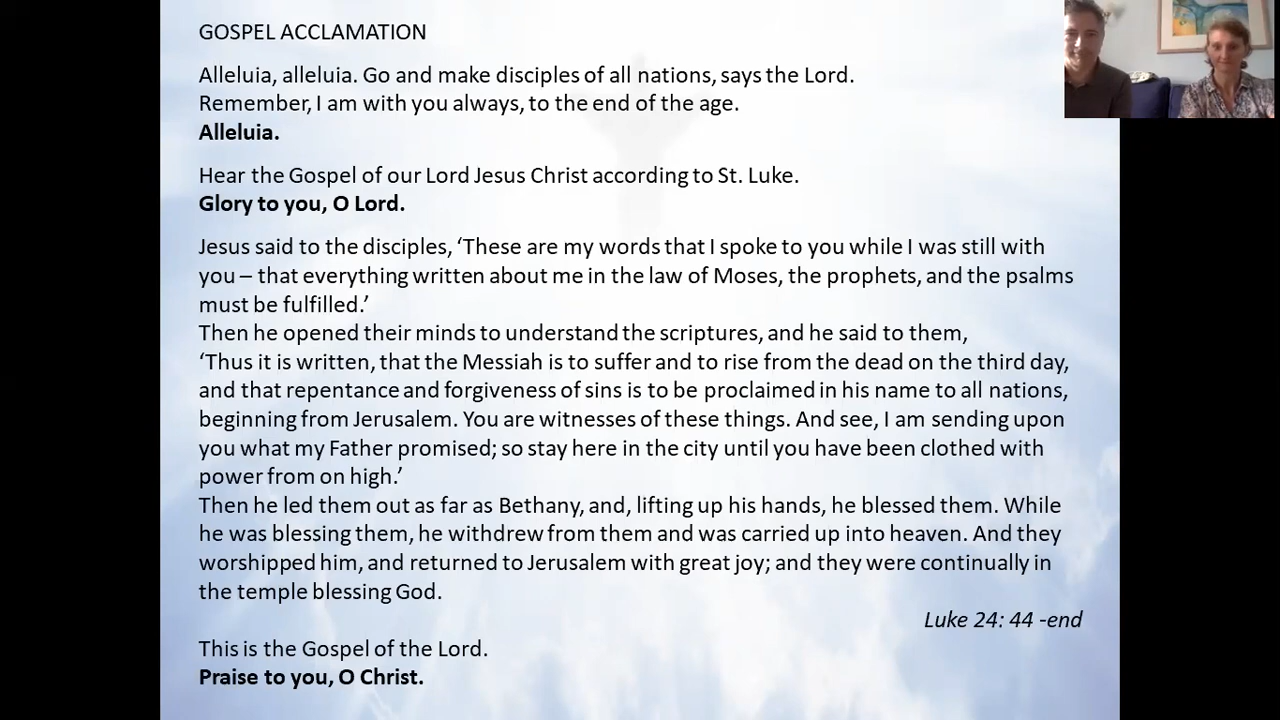 GOSPEL ACCLAMATION
Alleluia, alleluia. Go and make disciples of all nations, says the Lord.
Remember, I am with you always, to the end of the age.
Alleluia.
Hear the Gospel of our Lord Jesus Christ according to St. Luke.
Glory to you, O Lord.
Jesus said to the disciples, ‘These are my words that I spoke to you while I was still with
you – that everything written about me in the law of Moses, the prophets, and the psalms
must be fulfilled.’
Then he opened their minds to understand the scriptures, and he said to them,
‘Thus it is written, that the Messiah is to suffer and to rise from the dead on the third day,
and that repentance and forgiveness of sins is to be proclaimed in his name to all nations,
beginning from Jerusalem. You are witnesses of these things. And see, I am sending upon
you what my Father promised; so stay here in the city until you have been clothed with
power from on high.’
Then he led them out as far as Bethany, and, lifting up his hands, he blessed them. While
he was blessing them, he withdrew from them and was carried up into heaven. And they
worshipped him, and returned to Jerusalem with great joy; and they were continually in
the temple blessing God.
Luke 24: 44 -end
This is the Gospel of the Lord.
Praise to you, O Christ.